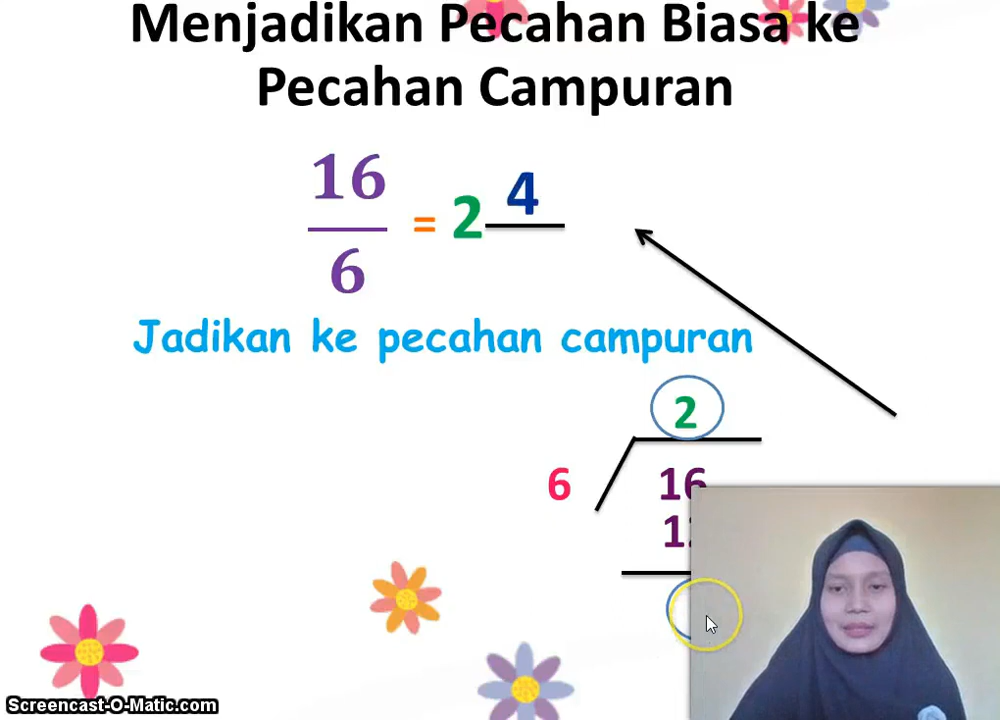 Menjadikan Pecahan Biasa ke
Pecahan Campuran
16
6
= 2
4
Jadikan ke pecahan campuran
2
6
16
Screencast-O-Matic.com